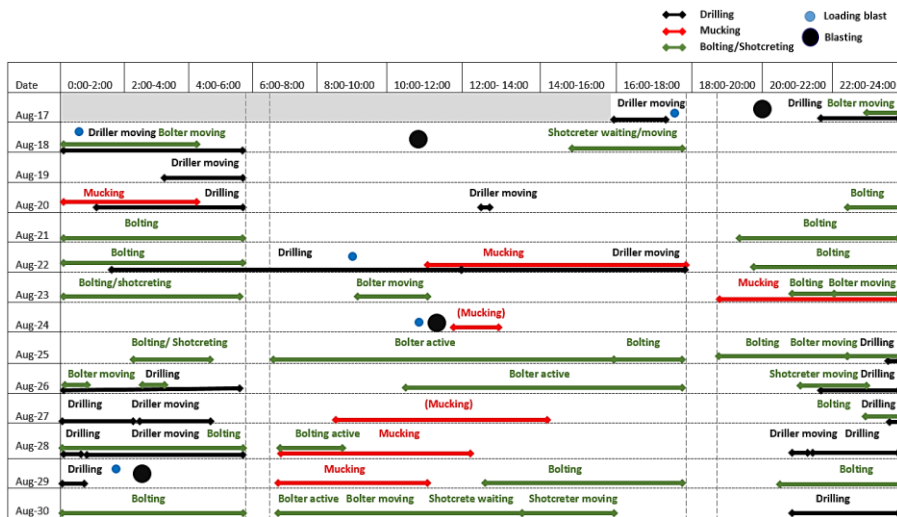 Drilling
Loading blast
Mucking
Blasting
Bolting/Shotcreting
Date 0:00-2:00 2:00-4:00 4:00-6:00 6:00-8:00 8:00-10:00 10:00-12:00 12:00- 14:00 14:00-16:00 16:00-18:00 18:00-20:00 20:00-22:00 22:00-24:00
Aug-17 Driller moving Drilling Bolter moving
Aug-18 Driller moving Bolter moving Shotcreter waiting/moving
Aug-19 Driller moving
Aug-20 Mucking Drilling Driller moving Bolting
Aug-21 Bolting Bolting
Aug-22 Bolting Drilling Mucking Driller moving Bolting
Aug-23 Bolting/shotcreting Bolter moving Mucking Bolting Bolter moving
Aug-24 (Mucking)
Aug-25 Bolting/ Shotcreting Bolter active Bolting Bolting Bolter moving Drilling
Aug-26 Bolter moving Drilling Bolter active Shotcreter moving Drilling
Aug-27 Drilling Driller moving (Mucking) Bolting Drilling
Aug-28 Drilling Driller moving Bolting Bolting active Mucking Driller moving Drilling
Aug-29 Drilling Mucking Bolting Bolting
Aug-30 Bolting Bolter active Bolter moving Shotcrete waiting Shotcreter moving Drilling